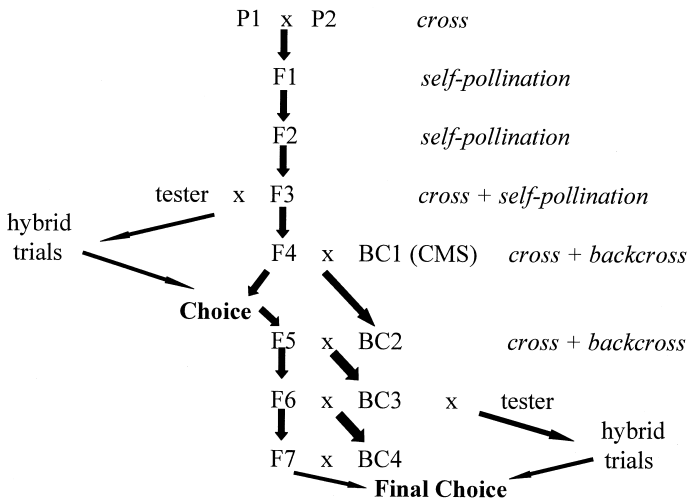 P1 x P2 cross
F1 self-pollination
F2 self-pollination
tester x F3 cross + self-pollination
hybrid
trials
F4 x BC1 (CMS) cross + backcross
Choice
F5 x BC2 cross + backcross
F6 x BC3 x tester
hybrid
trials
F7 x BC4
Final Choice